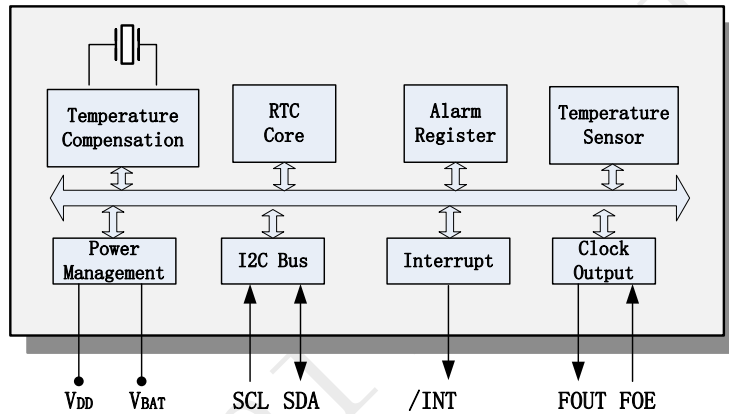 Temperature
Compensation
RTC
Core
Alarm
Register
Temperature
Sensor
Power
Management
I2C Bus
Interrupt
Clock
Output
VDD
VBAT
SCL
SDA
/INT
FOUT
FOE